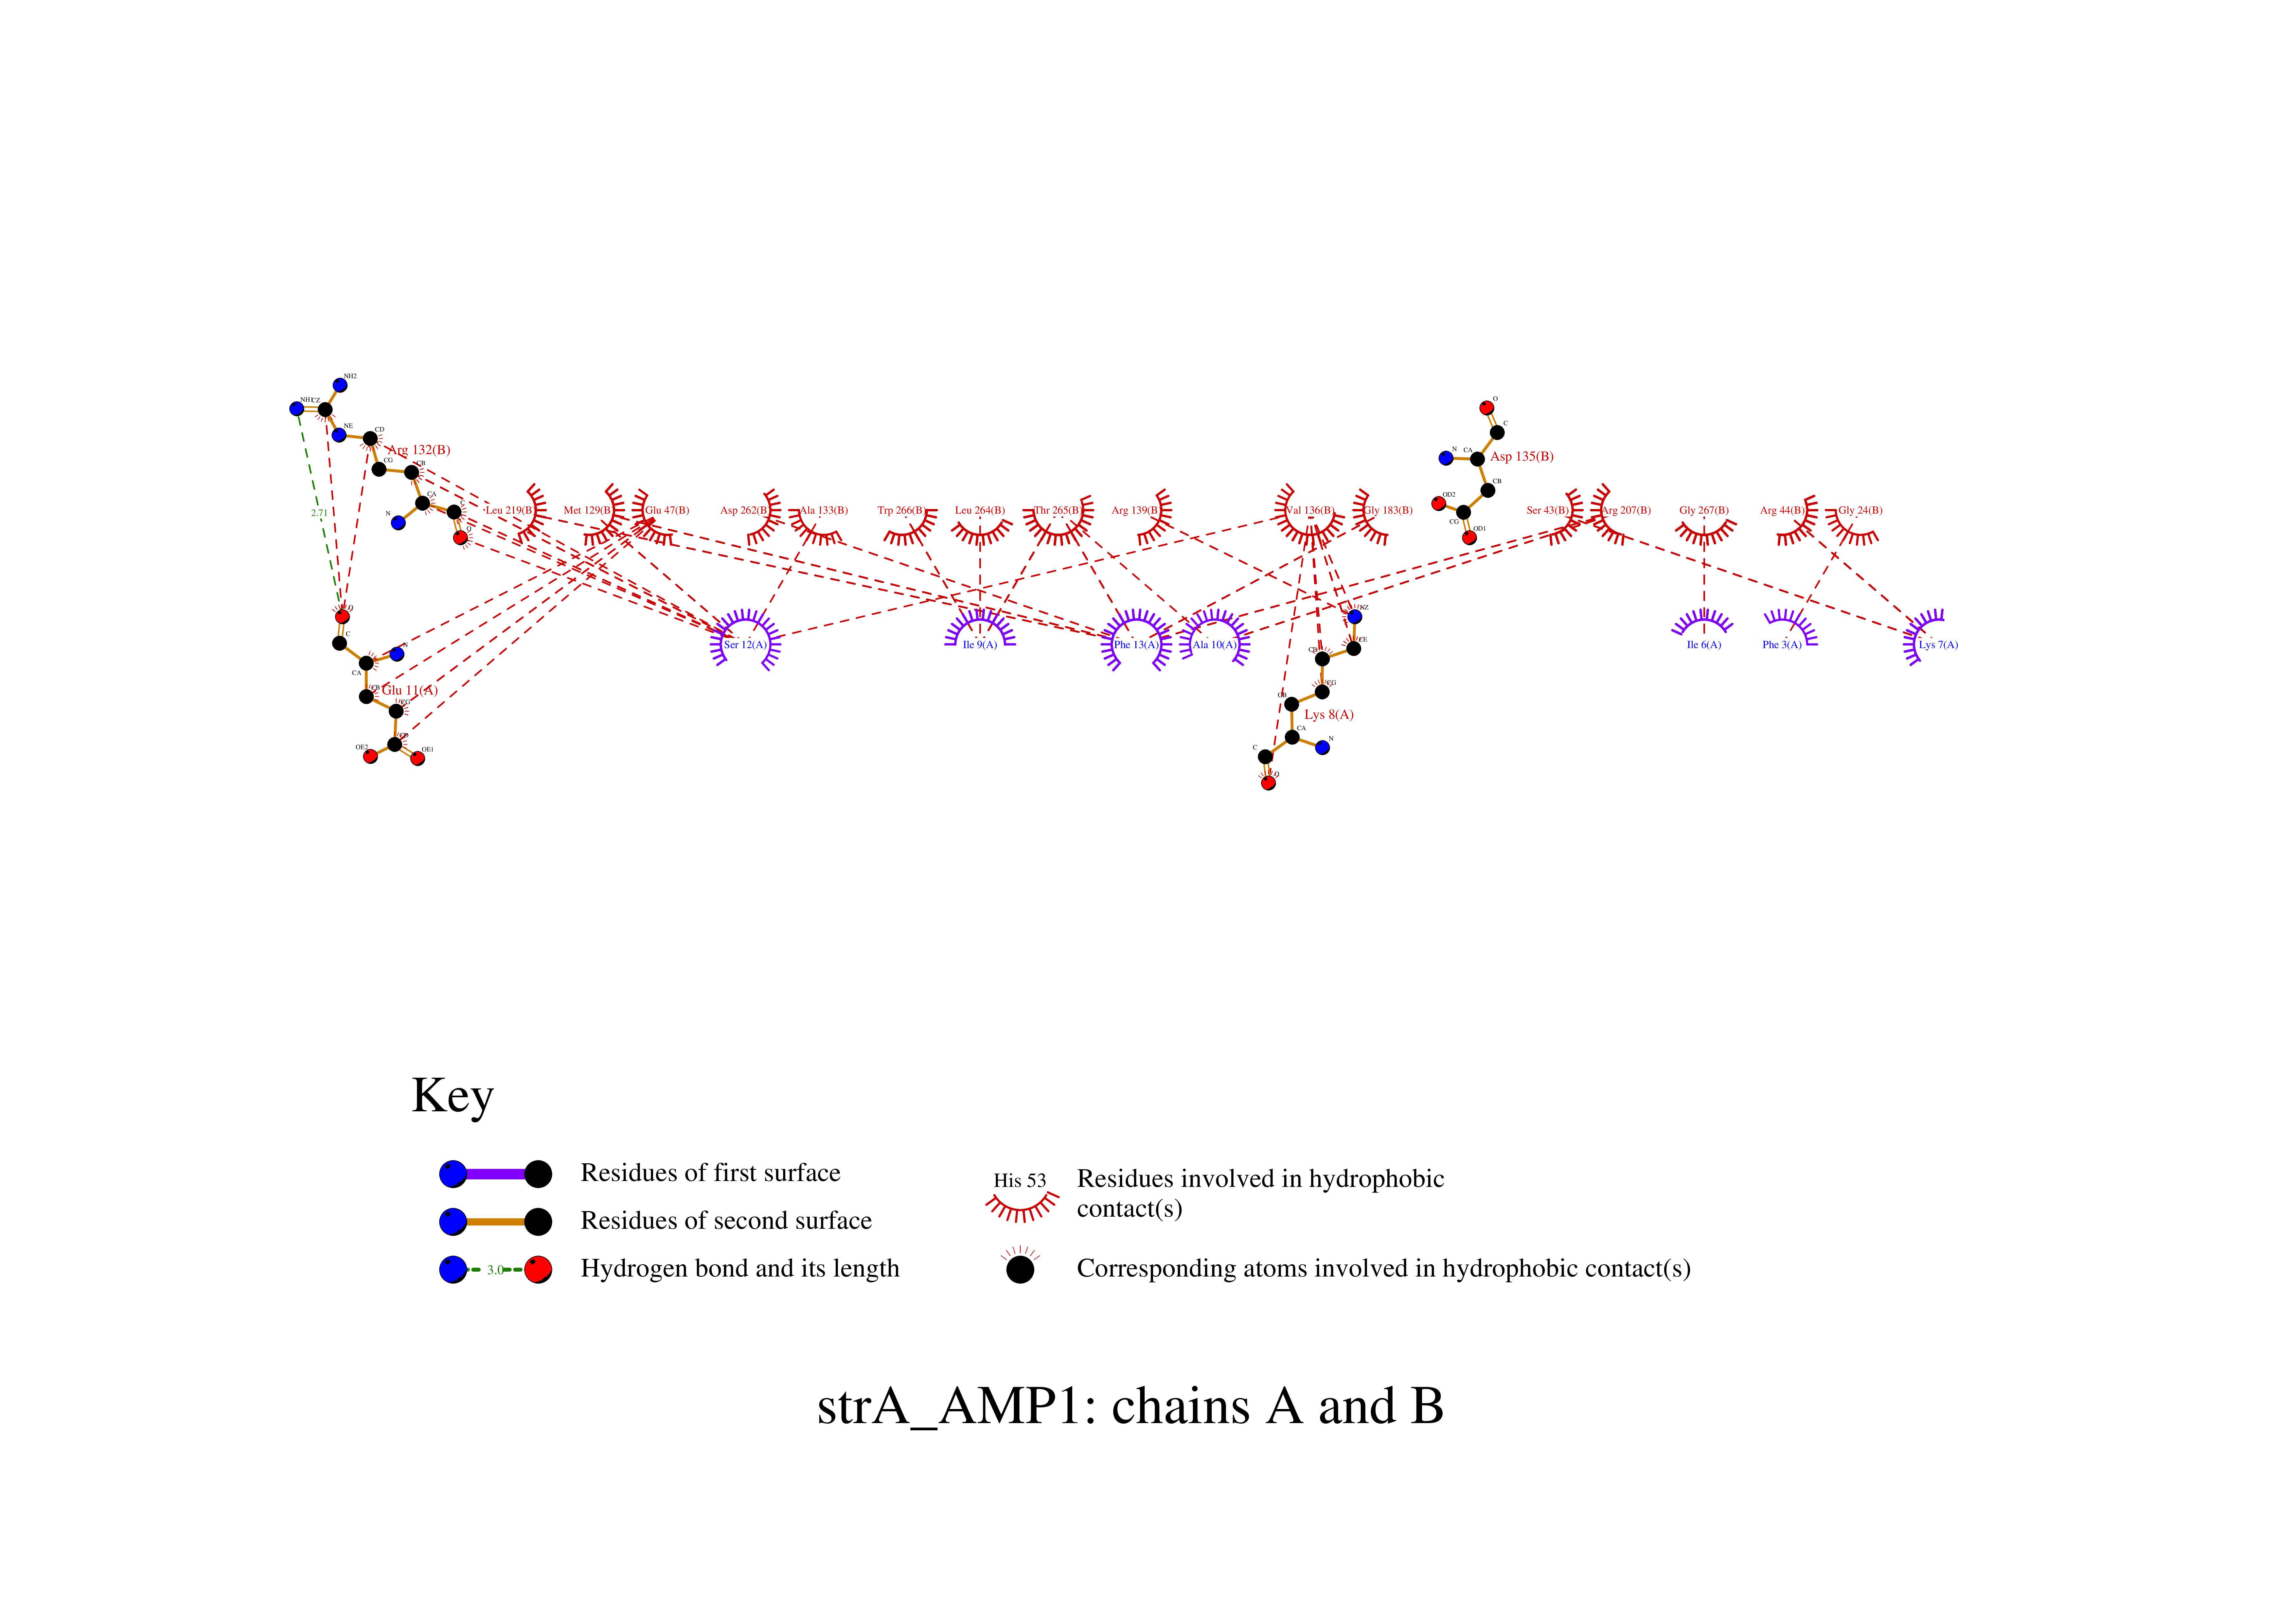 NH2
NH1 CZ
NE CD
Arg 132(B)
CG CB
CA C
N O
2.71
O
C
N
CA
CB Glu 11(A)
CG
CD
OE2 OE1
Leu 219(B) Met 129(B) Glu 47(B) Asp 262(B) Ala 133(B) Trp 266(B) Leu 264(B) Thr 265(B) Arg 139(B) Val 136(B) Gly 183(B) Ser 43(B) Arg 207(B) Gly 267(B) Arg 44(B) Gly 24(B)
O
C
N CA Asp 135(B)
CB
OD2
CG OD1
Ser 12(A) Ile 9(A) Phe 13(A) Ala 10(A) Ile 6(A) Phe 3(A) Lys 7(A)
NZ
CE
CG
Lys 8(A)
CA
C N
O
Key
Residues of first surface
Residues of second surface
3.0 Hydrogen bond and its length
His 53 Residues involved in hydrophobic
contact(s)
Corresponding atoms involved in hydrophobic contact(s)
strA_AMP1: chains A and B